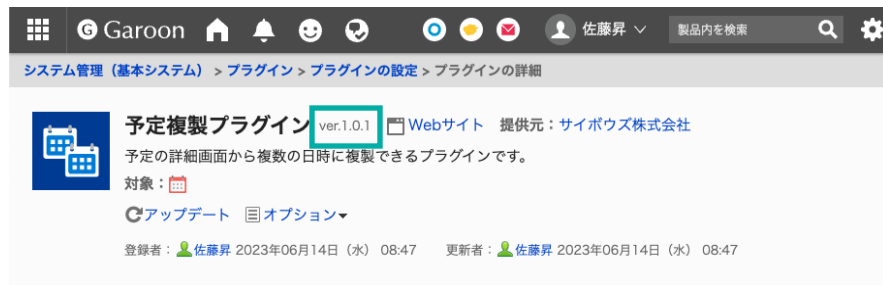 G Garoon 佐藤昇 製品内を検索
システム管理（基本システム） > プラグイン > プラグインの設定 > プラグインの詳細
予定複製プラグイン ver.1.0.1 Webサイト 提供元：サイボウズ株式会社
予定の詳細画面から複数の日時に複製できるプラグインです。
対象：
アップデート オプション
登録者：佐藤昇 2023年06月14日（水） 08:47 更新者：佐藤昇 2023年06月14日（水） 08:47